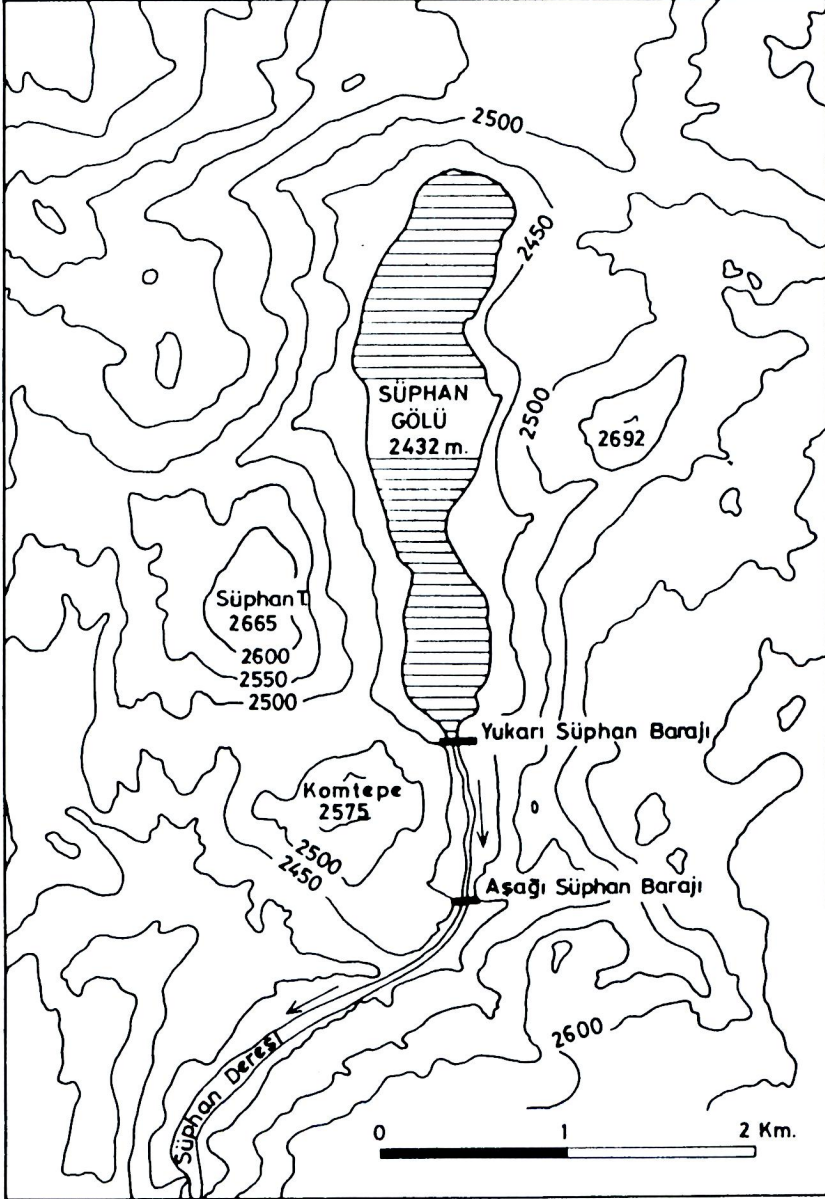 2500
2450
SÜPHAN
GÖLÜ
2432 m.
2500
2692
Süphan T.
2665
2600
2550
2500
Yukarı Süphan Barajı
Komtepe
2575
2500
2450
Aşağı Süphan Barajı
2600
Süphan Deresi
0 1 2 Km.